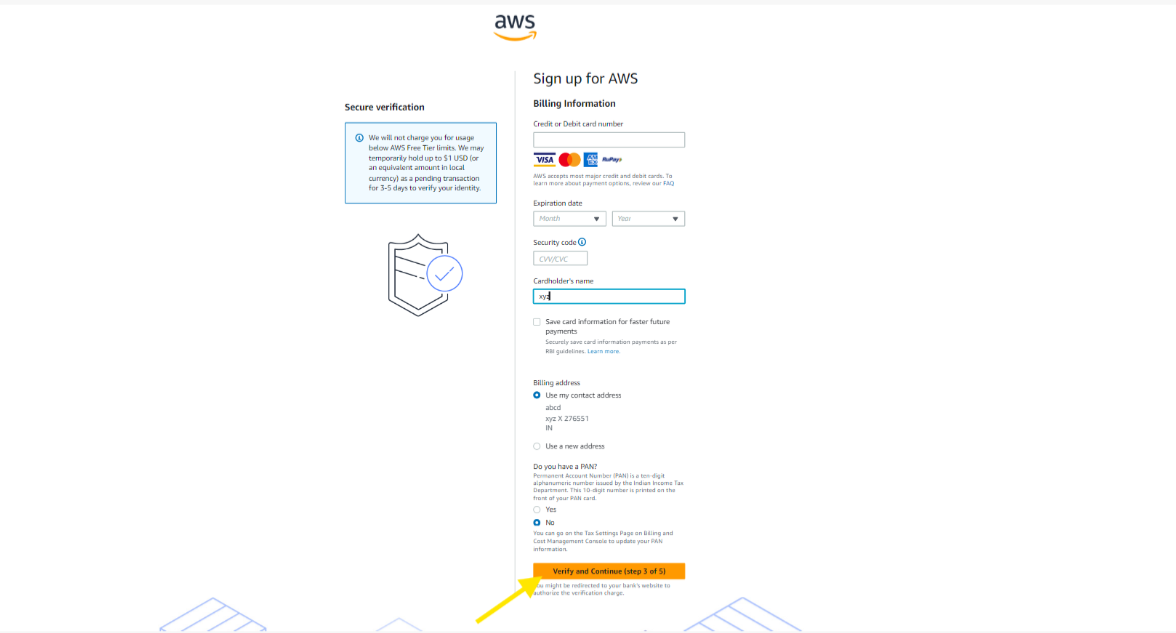 aws
Sign up for AWS
Secure verification
We will not charge you for usage
below AWS Free Tier limits. We may
temporarily hold up to $1 USD (or
an equivalent amount in local
currency) as a pending transaction
for 3-5 days to verify your identity.
Billing Information
Credit or Debit card number
VISA RuPay
AWS accepts most major credit and debit cards. To
learn more about payment options, review our FAQ
Expiration date
Month Year
Security code
CVV/CVC
Cardholder's name
xyz
Save card information for faster future
payments
Securely save card information payments as per
RBI guidelines. Learn more
Billing address
Use my contact address
abcd
xyz X 276551
IN
Use a new address
Do you have a PAN?
Permanent Account Number (PAN) is a ten-digit
alphanumeric number issued by the Indian Income Tax
Department. This 10-digit number is printed on the
front of your PAN card.
Yes
No
You can go on the Tax Settings Page on Billing and
Cost Management Console to update your PAN
information.
Verify and Continue (step 3 of 5)
You might be redirected to your bank's website to
authorize the verification charge.